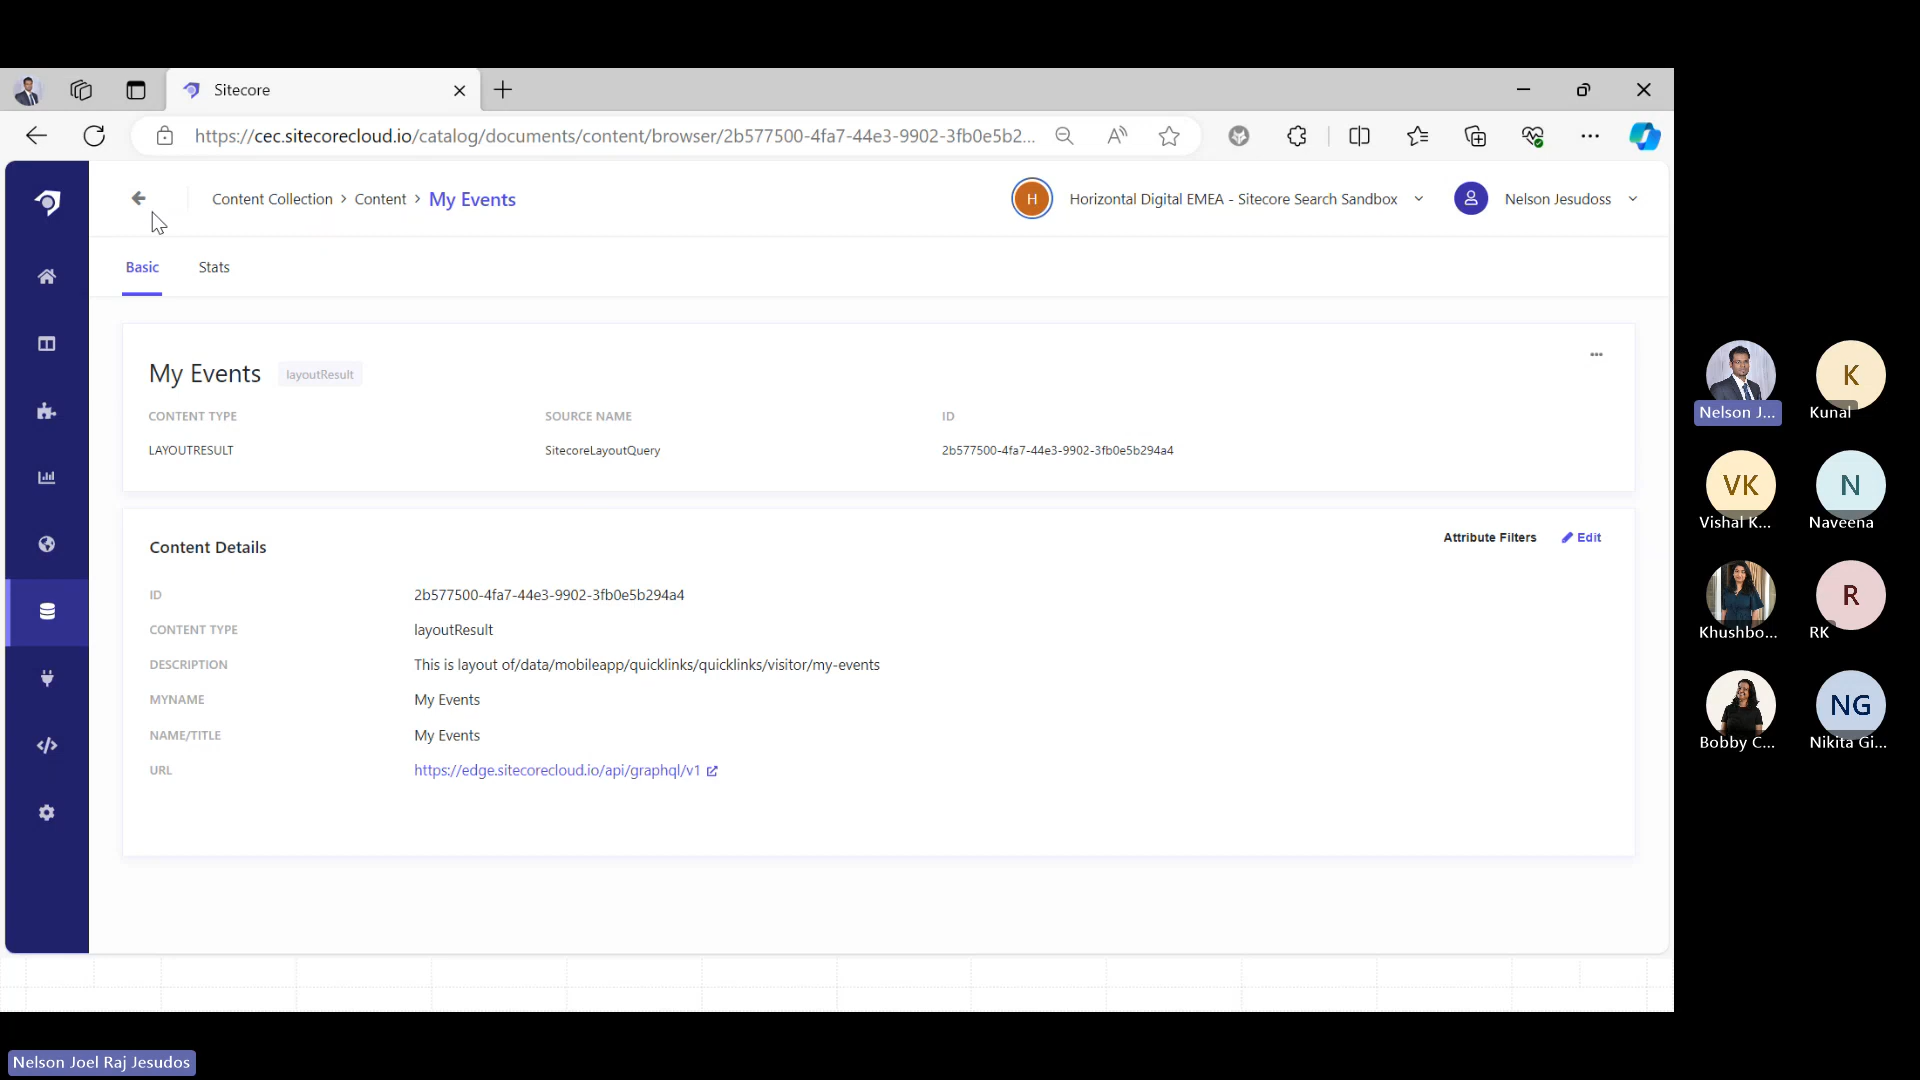 Sitecore
https://cec.sitecorecloud.io/catalog/documents/content/browser/2b577500-4fa7-44e3-9902-3fb0e5b2...
Content Collection > Content > My Events
H
Horizontal Digital EMEA - Sitecore Search Sandbox
Nelson Jesudoss
Basic
Stats
My Events
layoutResult
CONTENT TYPE
SOURCE NAME
ID
LAYOUTRESULT
SitecoreLayoutQuery
2b577500-4fa7-44e3-9902-3fb0e5b294a4
Content Details
Attribute Filters
Edit
ID
2b577500-4fa7-44e3-9902-3fb0e5b294a4
CONTENT TYPE
layoutResult
DESCRIPTION
This is layout of/data/mobileapp/quicklinks/quicklinks/visitor/my-events
MYNAME
My Events
NAME/TITLE
My Events
URL
https://edge.sitecorecloud.io/api/graphql/v1
Nelson J...
K
Kunal
VK
Vishal K...
N
Naveena
Khushbo...
R
RK
Bobby C...
NG
Nikita Gi...
Nelson Joel Raj Jesudos